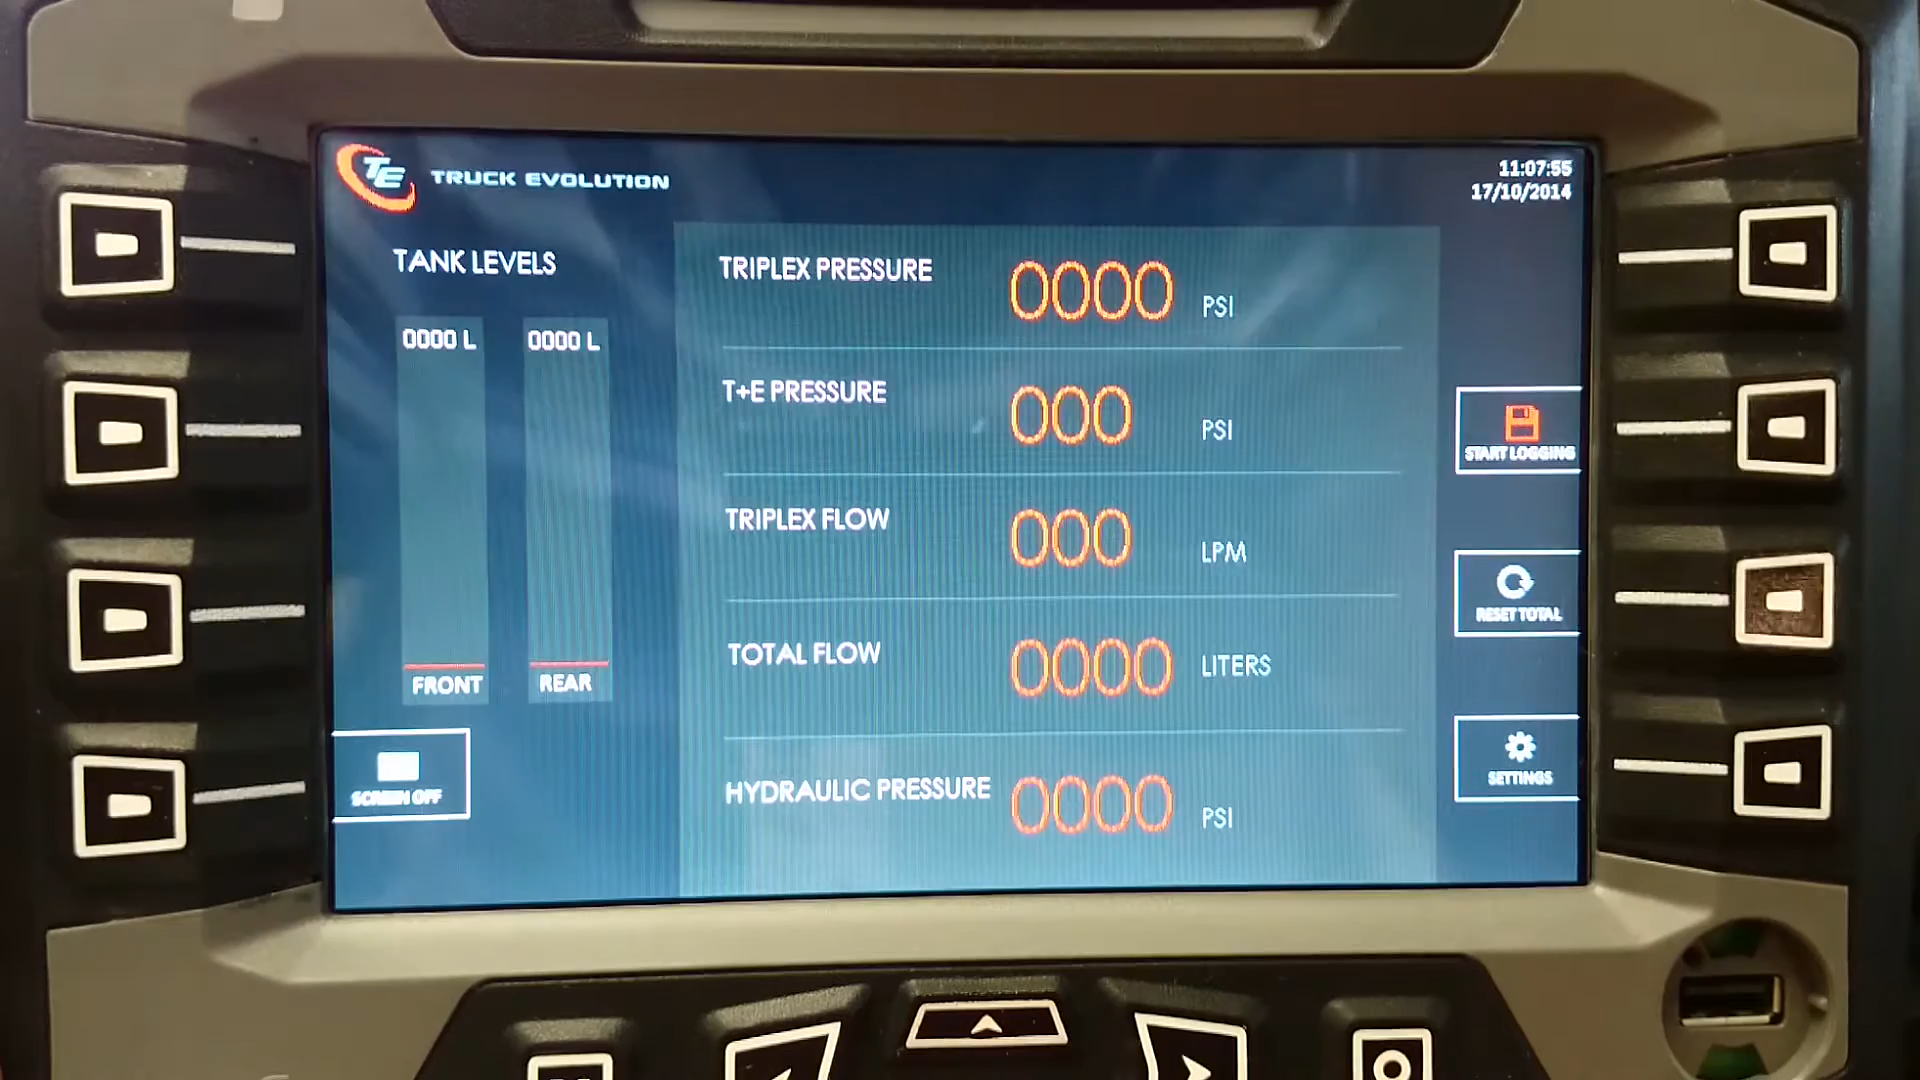 TE TRUCK EVOLUTION
11:07:55
17/10/2014
TANK LEVELS
0000 L
0000 L
FRONT
REAR
SCREEN OFF
TRIPLEX PRESSURE 0000 PSI
T+E PRESSURE 000 PSI
TRIPLEX FLOW 000 LPM
TOTAL FLOW 0000 LITERS
HYDRAULIC PRESSURE 0000 PSI
START LOGGING
RESET TOTAL
SETTINGS